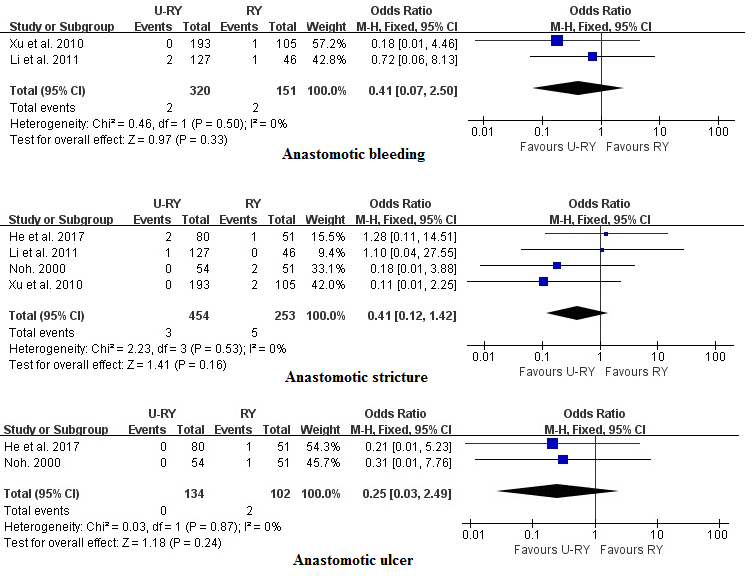 U-RY RY Odds Ratio Odds Ratio
Study or Subgroup Events Total Events Total Weight M-H, Fixed, 95% CI M-H, Fixed, 95% CI
Xu et al. 2010 0 193 1 105 57.2% 0.18 [0.01, 4.46]
Li et al. 2011 2 127 1 46 42.8% 0.72 [0.06, 8.13]
Total (95% CI) 320 151 100.0% 0.41 [0.07, 2.50]
Total events 2 2
Heterogeneity: Chi² = 0.46, df = 1 (P = 0.50); I² = 0%
Test for overall effect: Z = 0.97 (P = 0.33)
0.01 0.1 1 10 100
Favours U-RY Favours RY
Anastomotic bleeding
U-RY RY Odds Ratio Odds Ratio
Study or Subgroup Events Total Events Total Weight M-H, Fixed, 95% CI M-H, Fixed, 95% CI
He et al. 2017 2 80 1 51 15.5% 1.28 [0.11, 14.51]
Li et al. 2011 1 127 0 46 9.4% 1.10 [0.04, 27.55]
Noh. 2000 0 54 2 51 33.1% 0.18 [0.01, 3.88]
Xu et al. 2010 0 193 2 105 42.0% 0.11 [0.01, 2.25]
Total (95% CI) 454 253 100.0% 0.41 [0.12, 1.42]
Total events 3 5
Heterogeneity: Chi² = 2.23, df = 3 (P = 0.53); I² = 0%
Test for overall effect: Z = 1.41 (P = 0.16)
0.01 0.1 1 10 100
Favours U-RY Favours RY
Anastomotic stricture
U-RY RY Odds Ratio Odds Ratio
Study or Subgroup Events Total Events Total Weight M-H, Fixed, 95% CI M-H, Fixed, 95% CI
He et al. 2017 0 80 1 51 54.3% 0.21 [0.01, 5.23]
Noh. 2000 0 54 1 51 45.7% 0.31 [0.01, 7.76]
Total (95% CI) 134 102 100.0% 0.25 [0.03, 2.49]
Total events 0 2
Heterogeneity: Chi² = 0.03, df = 1 (P = 0.87); I² = 0%
Test for overall effect: Z = 1.18 (P = 0.24)
0.01 0.1 1 10 100
Favours U-RY Favours RY
Anastomotic ulcer